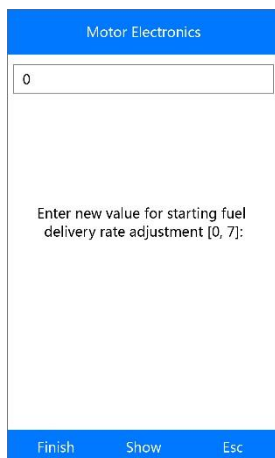 Motor Electronics
0
Enter new value for starting fuel
delivery rate adjustment [0, 7]:
Finish Show Esc